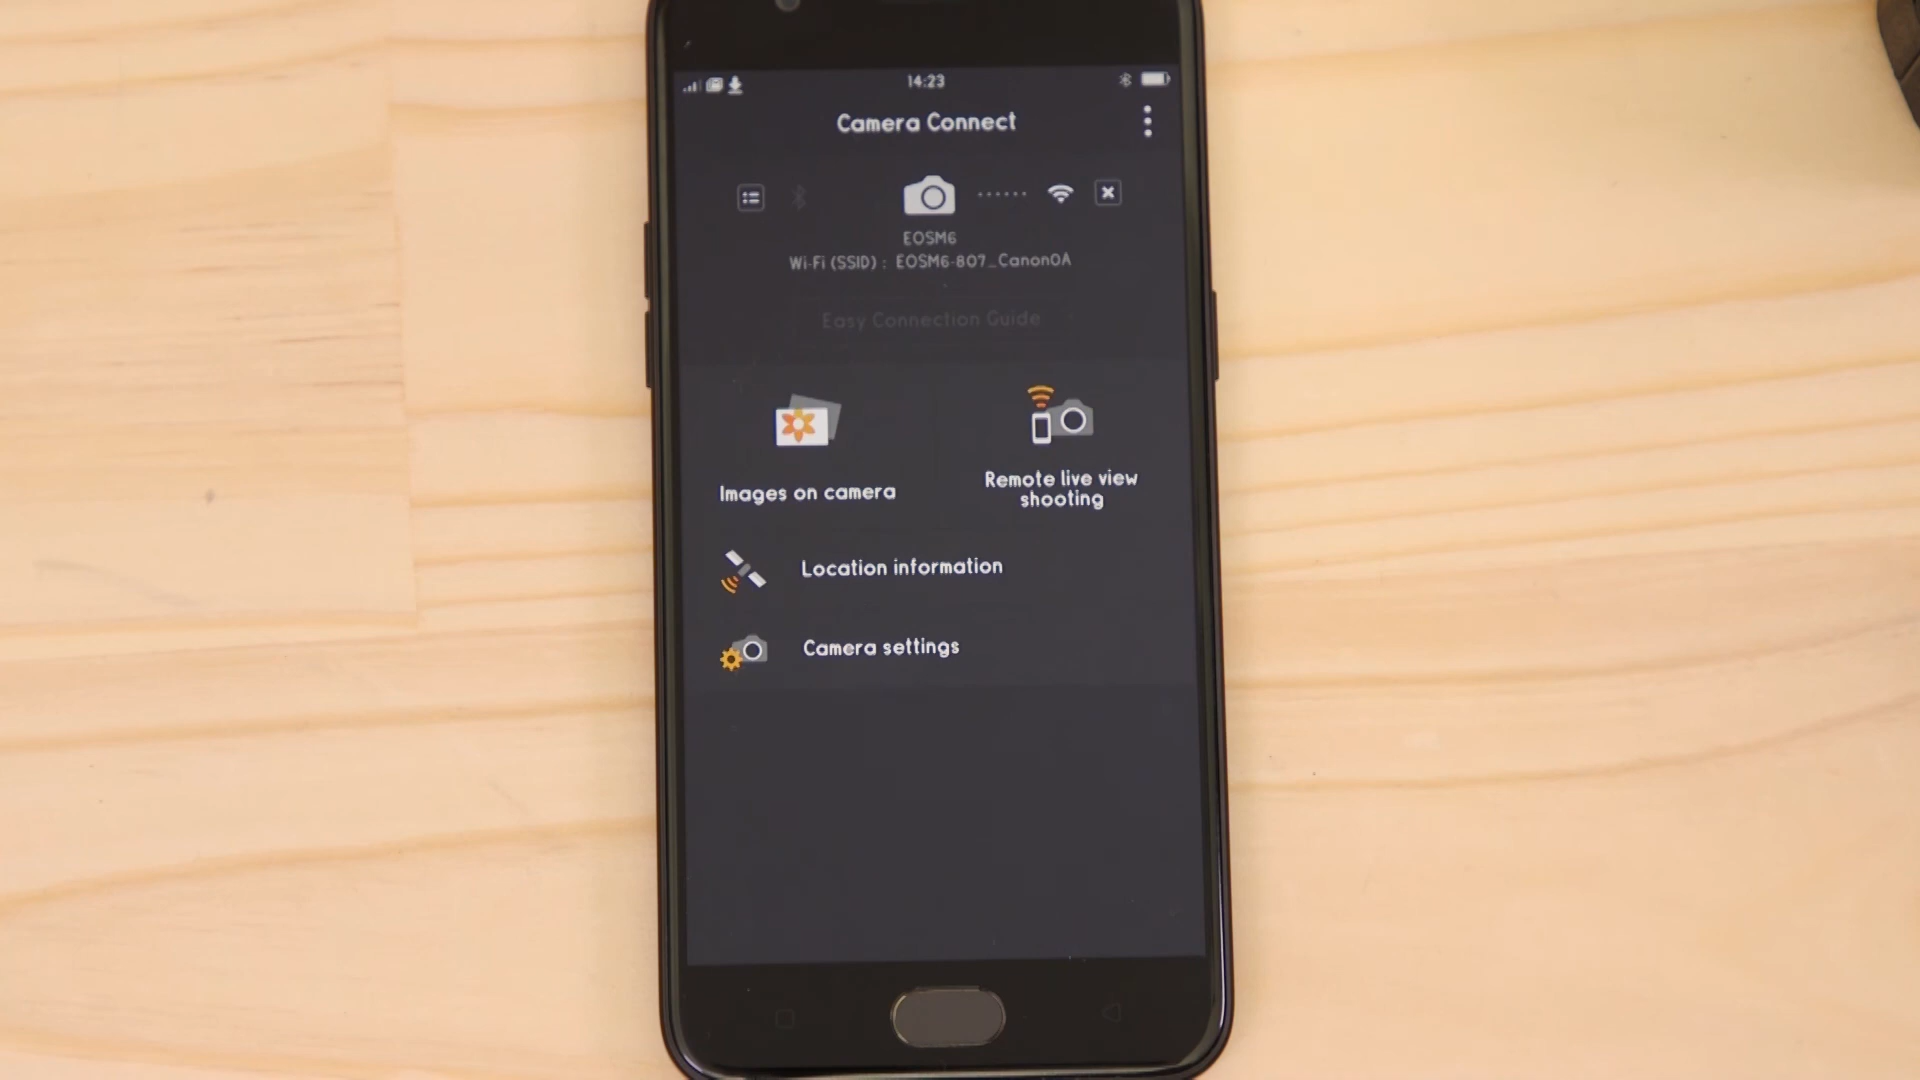 14:23
Camera Connect
EOSM6
Wi-Fi (SSID) : EOSM6-807_Canon0A
Easy Connection Guide
Images on camera
Remote live view
shooting
Location information
Camera settings